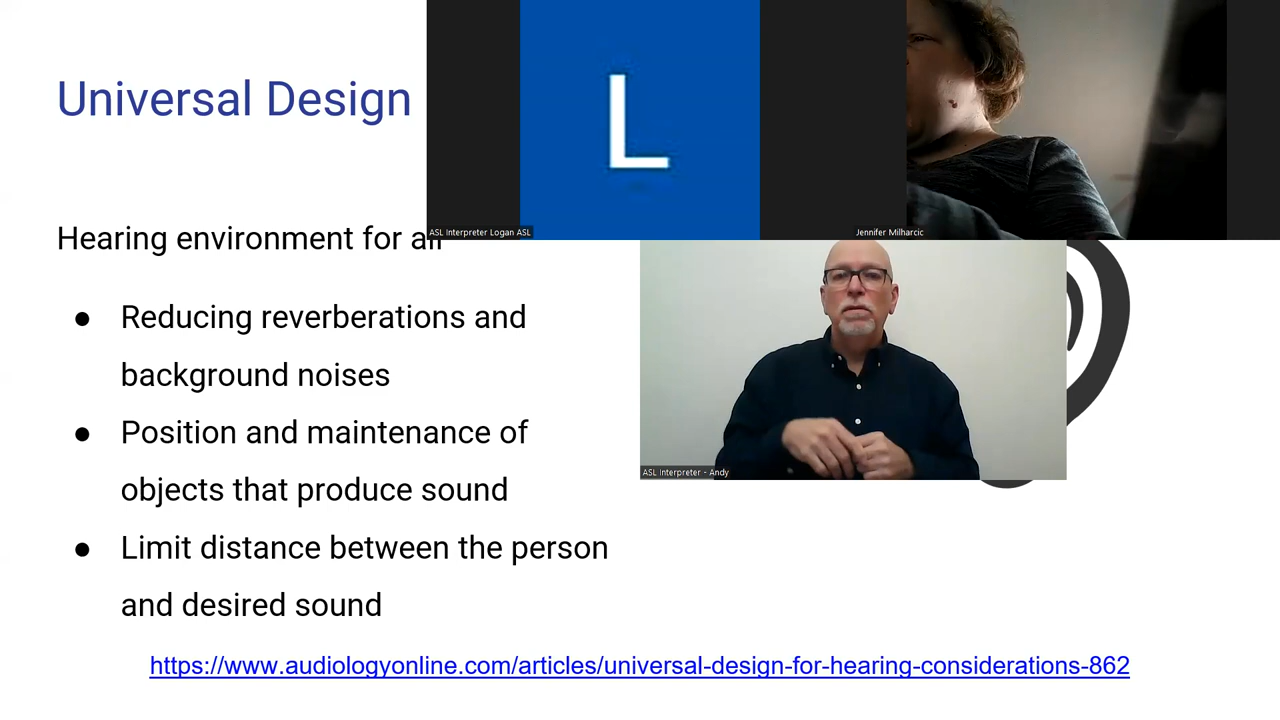 Universal Design
L
ASL Interpreter Logan ASL
Jennifer Milharcic
Hearing environment for all
● Reducing reverberations and
background noises
● Position and maintenance of
objects that produce sound
ASL Interpreter - Andy
● Limit distance between the person
and desired sound
https://www.audiologyonline.com/articles/universal-design-for-hearing-considerations-862